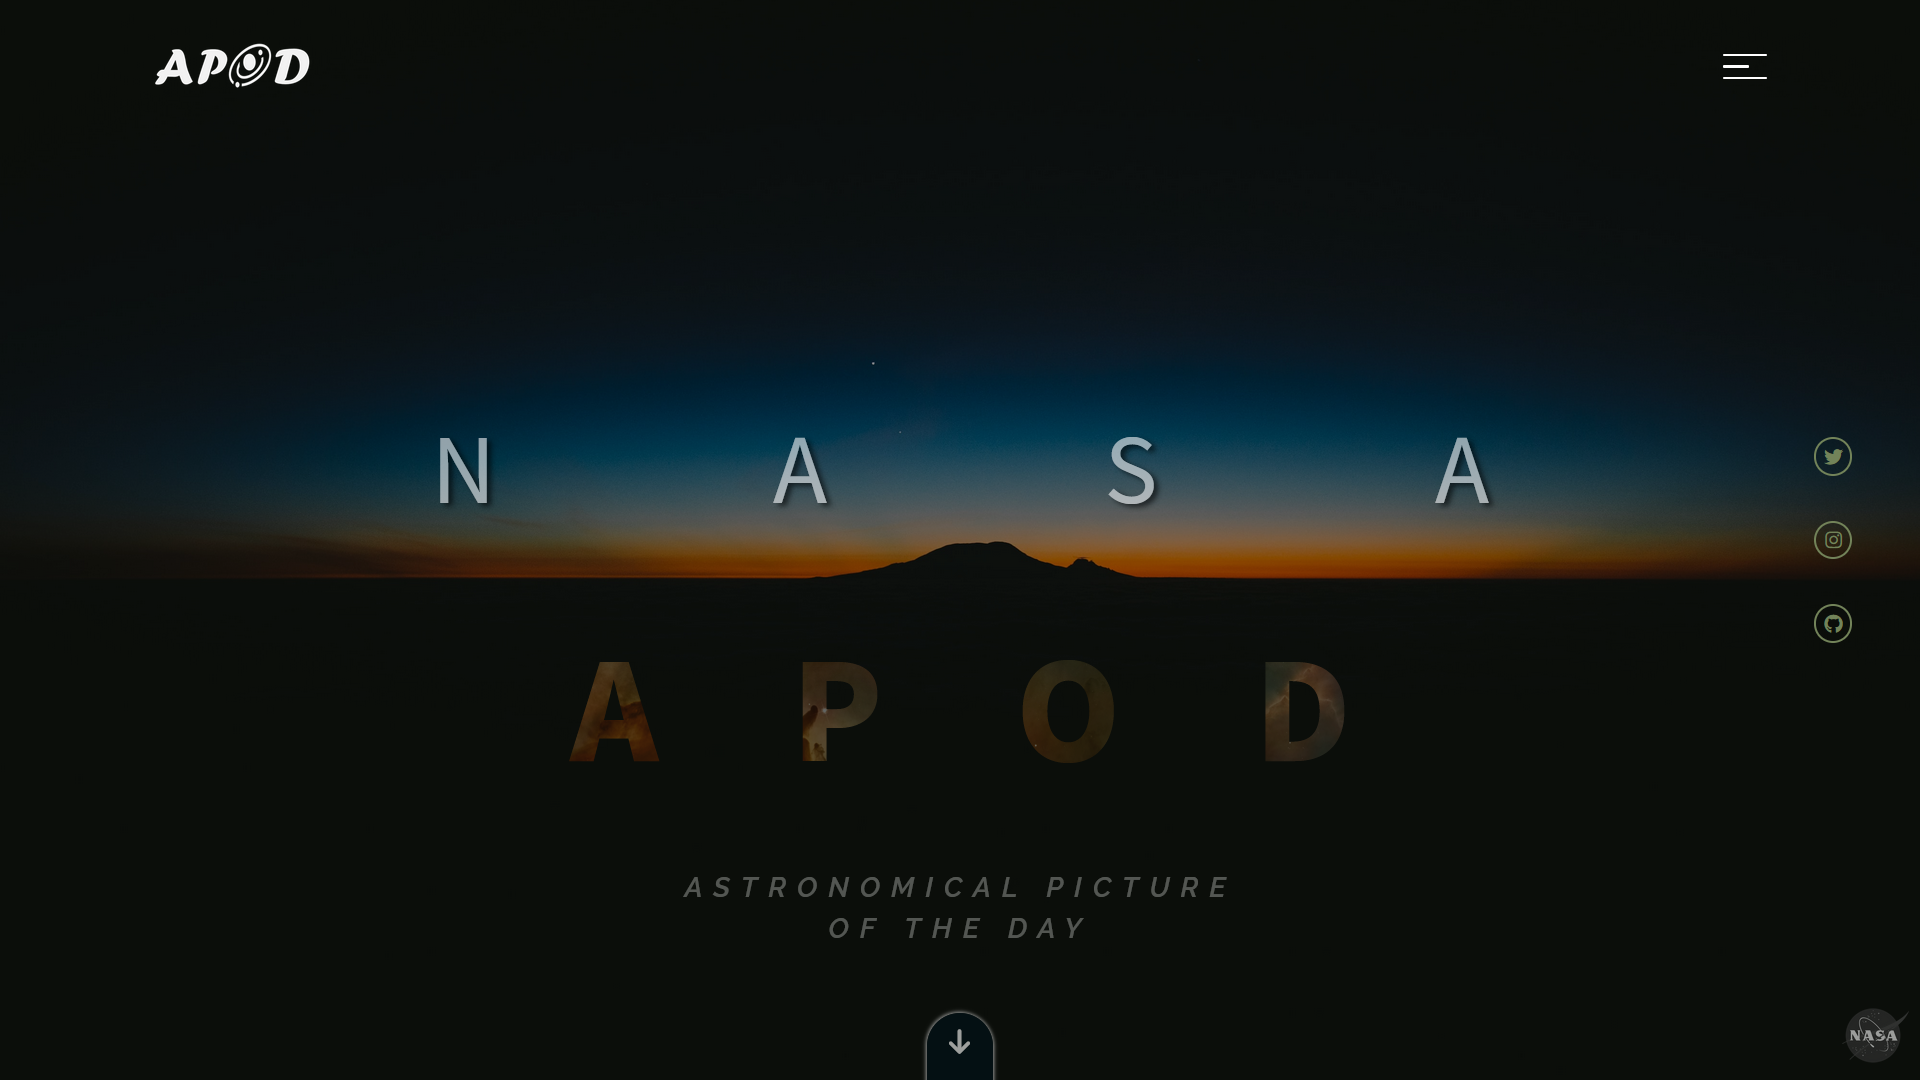 APOD
N A S A
A P O D
ASTRONOMICAL PICTURE
OF THE DAY
NASA